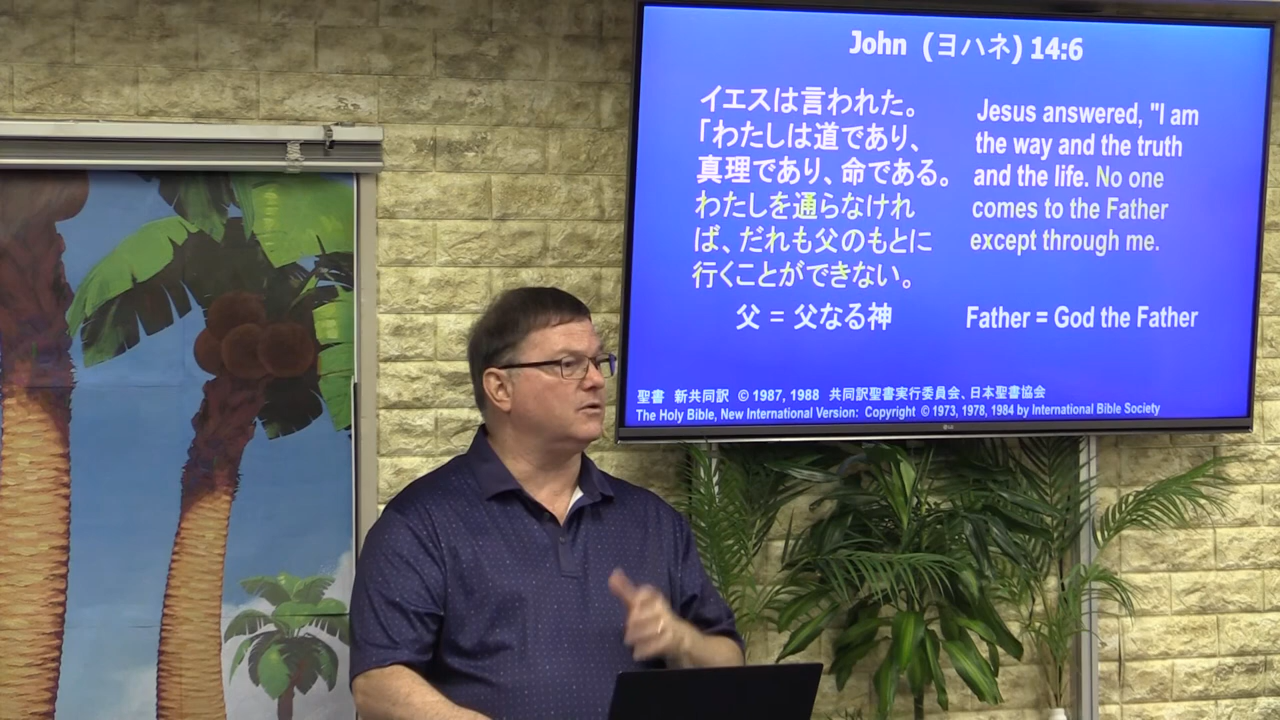 John (ヨハネ) 14:6
イエスは言われた。
「わたしは道であり、
真理であり、命である。
わたしを通らなけれ
ば、だれも父のもとに
行くことができない。
父 = 父なる神
Jesus answered, "I am
the way and the truth
and the life. No one
comes to the Father
except through me.
Father = God the Father
聖書 新共同訳 © 1987, 1988 共同訳聖書実行委員会、日本聖書協会
The Holy Bible, New International Version: Copyright © 1973, 1978, 1984 by International Bible Society
LG